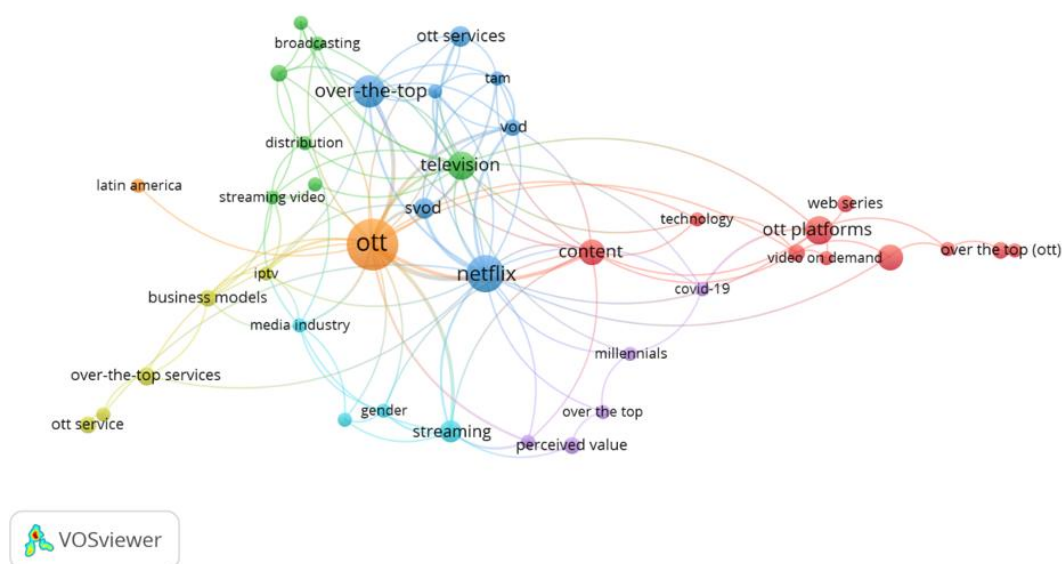 broadcasting
ott services
tam
over-the-top
vod
distribution
television
latin america
streaming video
svod
web series
technology
ott platforms
ott
content
video on demand
over the top (ott)
netflix
iptv
covid-19
business models
media industry
millennials
over-the-top services
gender
over the top
ott service
streaming
perceived value
VOSviewer